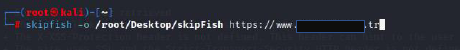 (root㉿kali)-[~]
# skipfish -o /root/Desktop/skipFish https://www. .tr